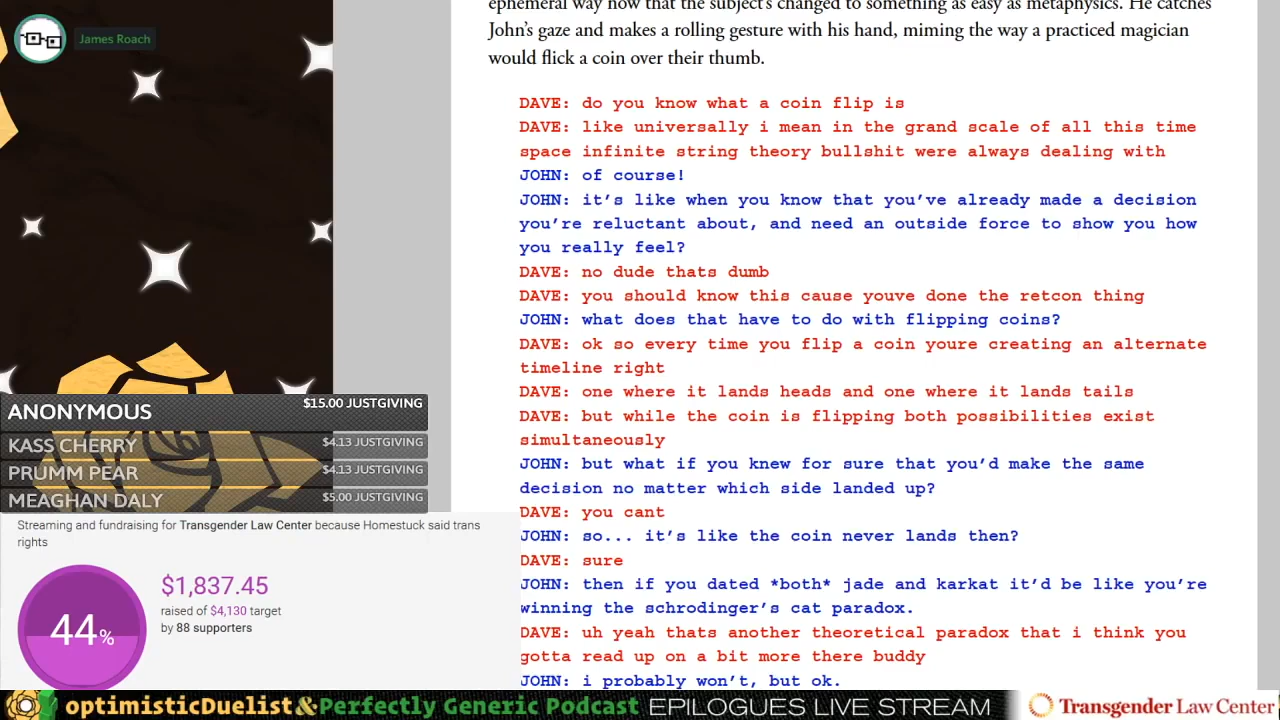 James Roach
ephemeral way now that the subject's changed to something as easy as metaphysics. He catches
John's gaze and makes a rolling gesture with his hand, miming the way a practiced magician
would flick a coin over their thumb.
DAVE: do you know what a coin flip is
DAVE: like universally i mean in the grand scale of all this time
space infinite string theory bullshit were always dealing with
JOHN: of course!
JOHN: it's like when you know that you've already made a decision
you're reluctant about, and need an outside force to show you how
you really feel?
DAVE: no dude thats dumb
DAVE: you should know this cause youve done the retcon thing
JOHN: what does that have to do with flipping coins?
DAVE: ok so every time you flip a coin youre creating an alternate
timeline right
DAVE: one where it lands heads and one where it lands tails
DAVE: but while the coin is flipping both possibilities exist
simultaneously
JOHN: but what if you knew for sure that you'd make the same
decision no matter which side landed up?
DAVE: you cant
JOHN: so... it's like the coin never lands then?
DAVE: sure
JOHN: then if you dated *both* jade and karkat it'd be like you're
winning the schrodinger's cat paradox.
DAVE: uh yeah thats another theoretical paradox that i think you
gotta read up on a bit more there buddy
JOHN: i probably won't, but ok.
ANONYMOUS $15.00 JUSTGIVING
KASS CHERRY $4.13 JUSTGIVING
PRUMM PEAR $4.13 JUSTGIVING
MEAGHAN DALY $5.00 JUSTGIVING
Streaming and fundraising for Transgender Law Center because Homestuck said trans
rights
44%
$1,837.45
raised of $4,130 target
by 88 supporters
optimisticDuelist&Perfectly Generic Podcast EPILOGUES LIVE STREAM
Transgender Law Center